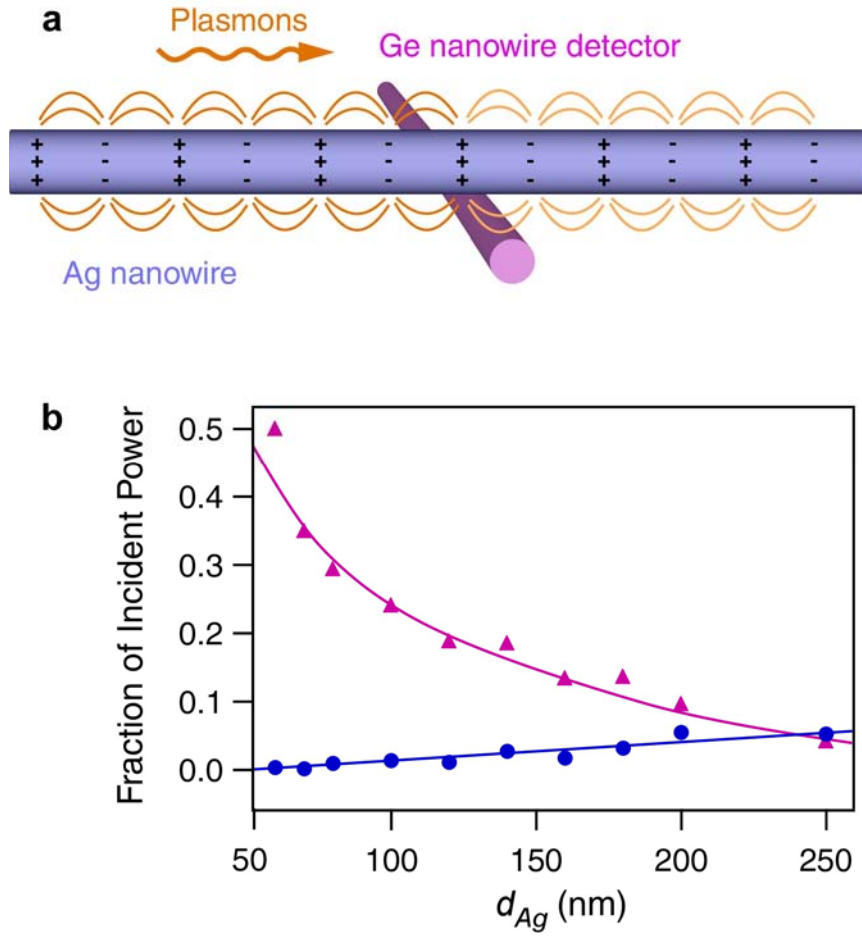 a
Plasmons
Ge nanowire detector
+ - + - + - + - + - + -
+ - + - + - + - + - + -
+ - + - + - + - + - + -
Ag nanowire
b
Fraction of Incident Power
0.5
0.4
0.3
0.2
0.1
0.0
50 100 150 200 250
d_Ag (nm)